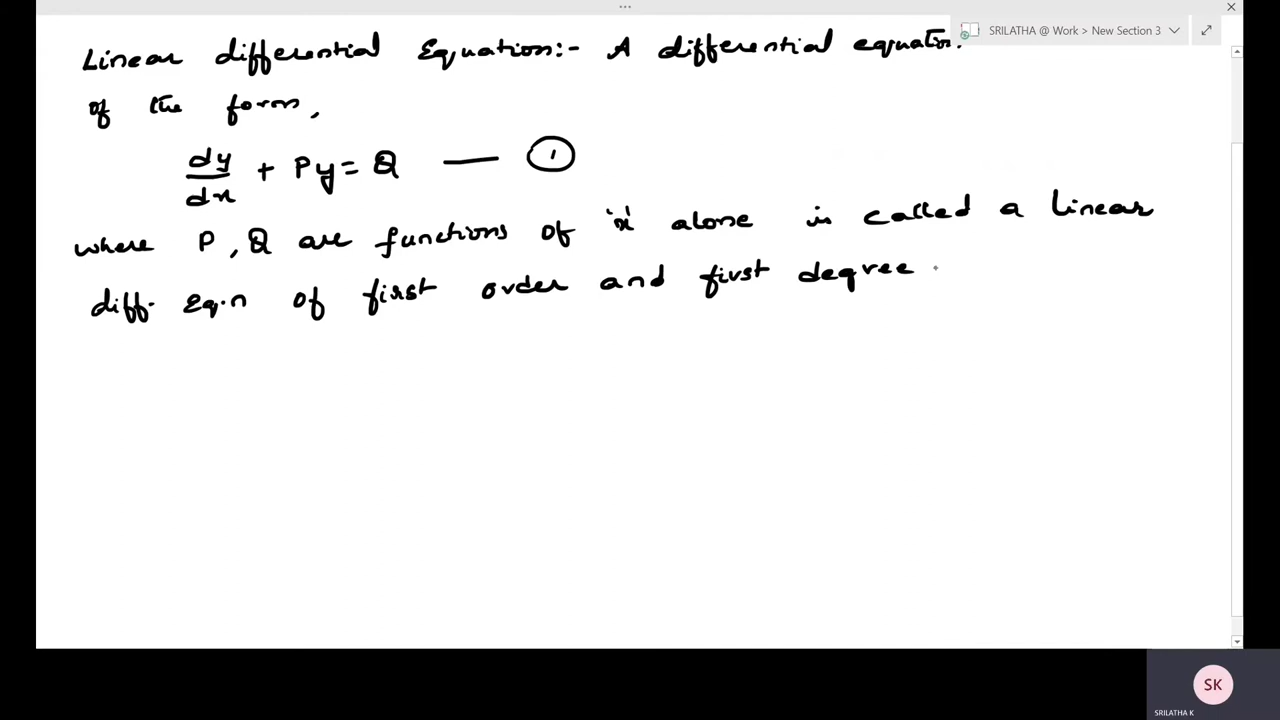 SRILATHA @ Work > New Section 3
Linear differential Equation:- A differential equation
of the form,
dy/dx + Py = Q — ①
where P, Q are functions of 'x' alone is called a linear
diff. Eq.n of first order and first degree.
SK
SRILATHA K